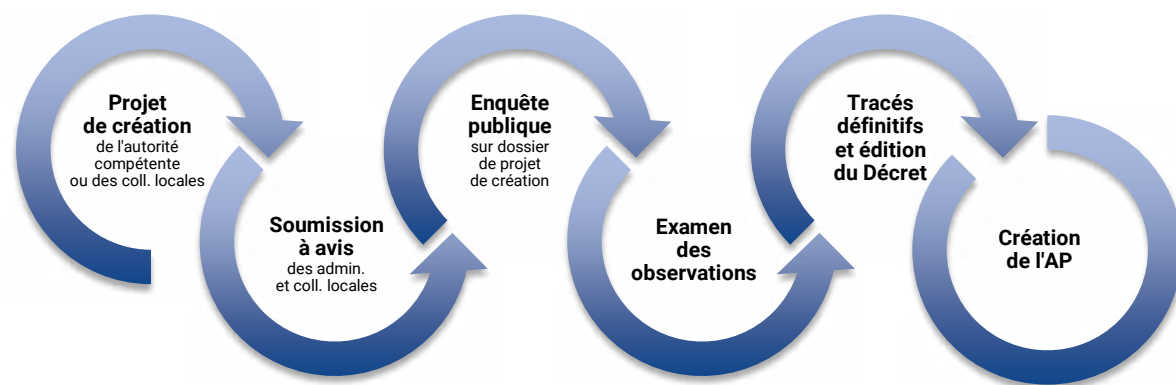 Projet
de création
de l'autorité
compétente
ou des coll. locales
Soumission
à avis
des admin.
et coll. locales
Enquête
publique
sur dossier
de projet
de création
Examen
des
observations
Tracés
définitifs
et édition
du Décret
Création
de l'AP